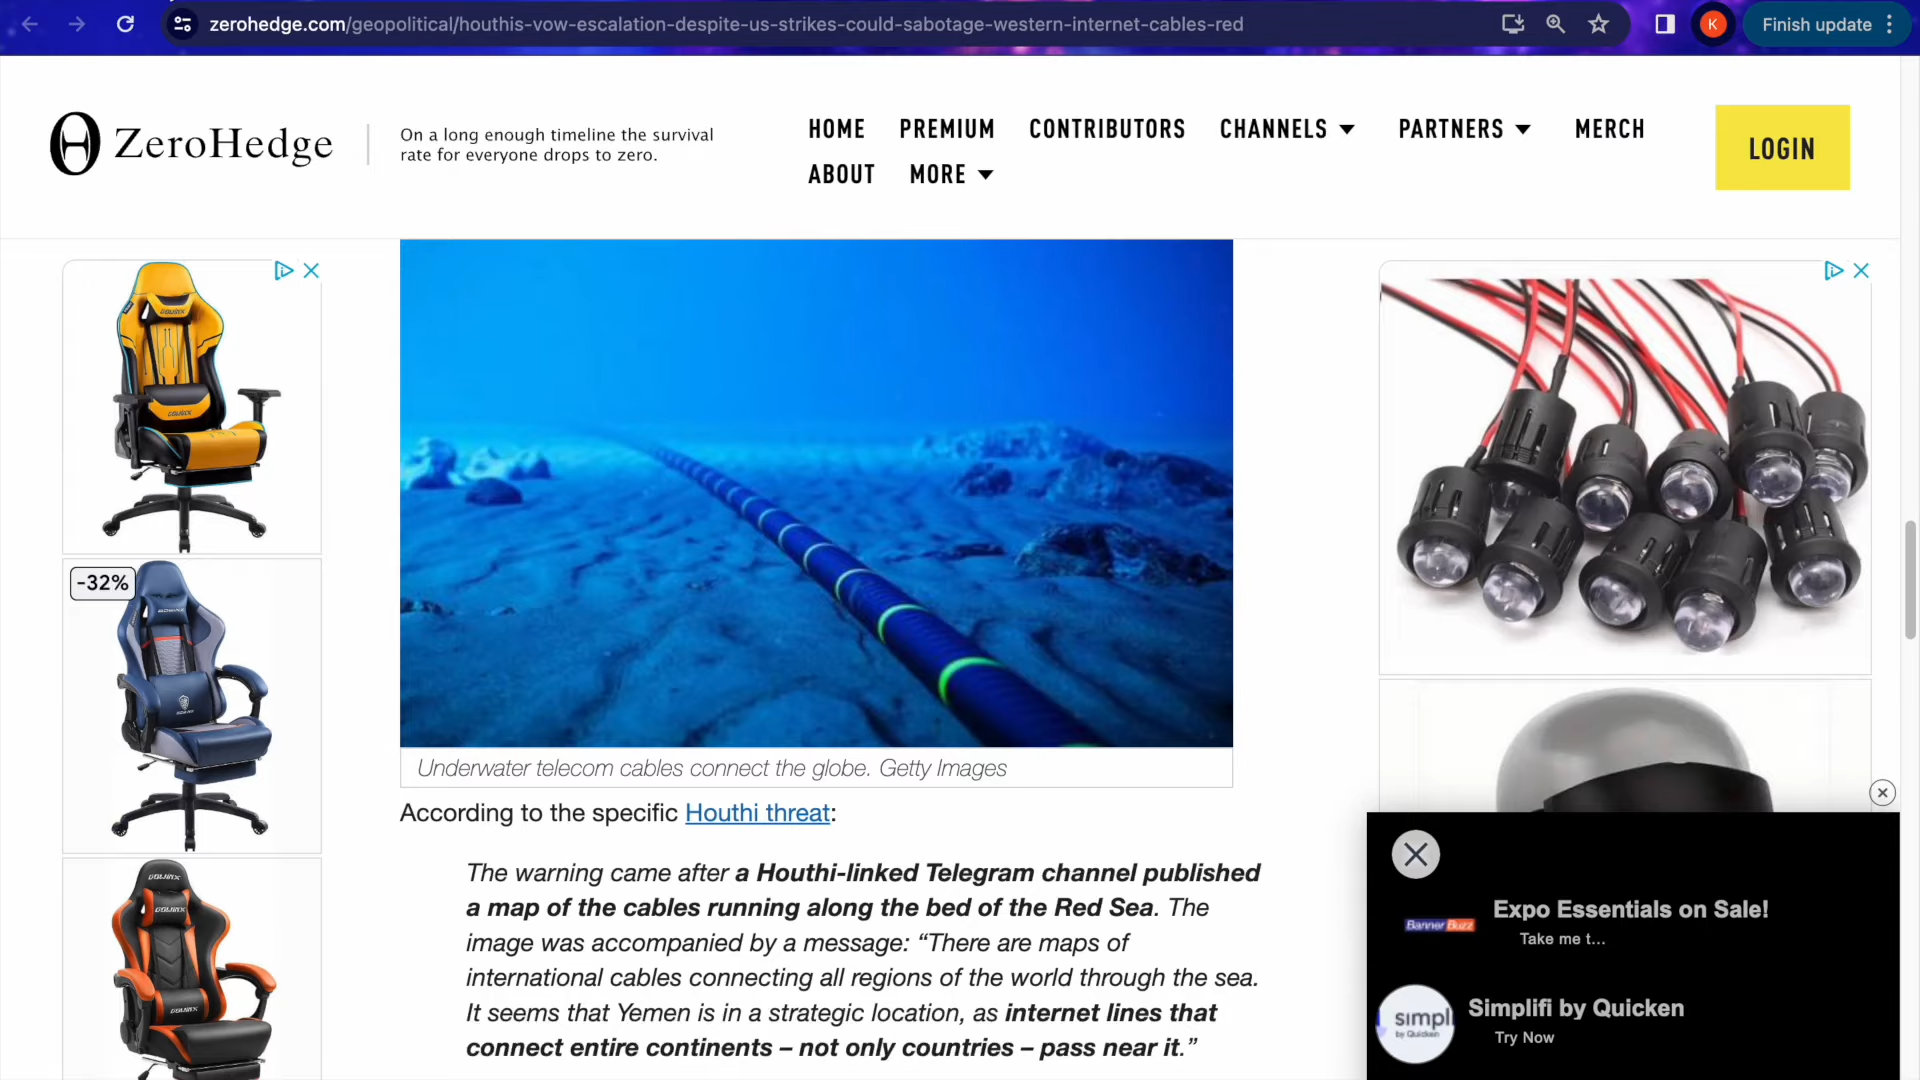 zerohedge.com/geopolitical/houthis-vow-escalation-despite-us-strikes-could-sabotage-western-internet-cables-red
K
Finish update
ZeroHedge
On a long enough timeline the survival
rate for everyone drops to zero.
HOME PREMIUM CONTRIBUTORS CHANNELS PARTNERS MERCH
ABOUT MORE
LOGIN
-32%
Underwater telecom cables connect the globe. Getty Images
According to the specific Houthi threat:
The warning came after a Houthi-linked Telegram channel published
a map of the cables running along the bed of the Red Sea. The
image was accompanied by a message: “There are maps of
international cables connecting all regions of the world through the sea.
It seems that Yemen is in a strategic location, as internet lines that
connect entire continents – not only countries – pass near it.”
Banner Buzz
Expo Essentials on Sale!
Take me t...
simpli
by Quicken
Simplifi by Quicken
Try Now